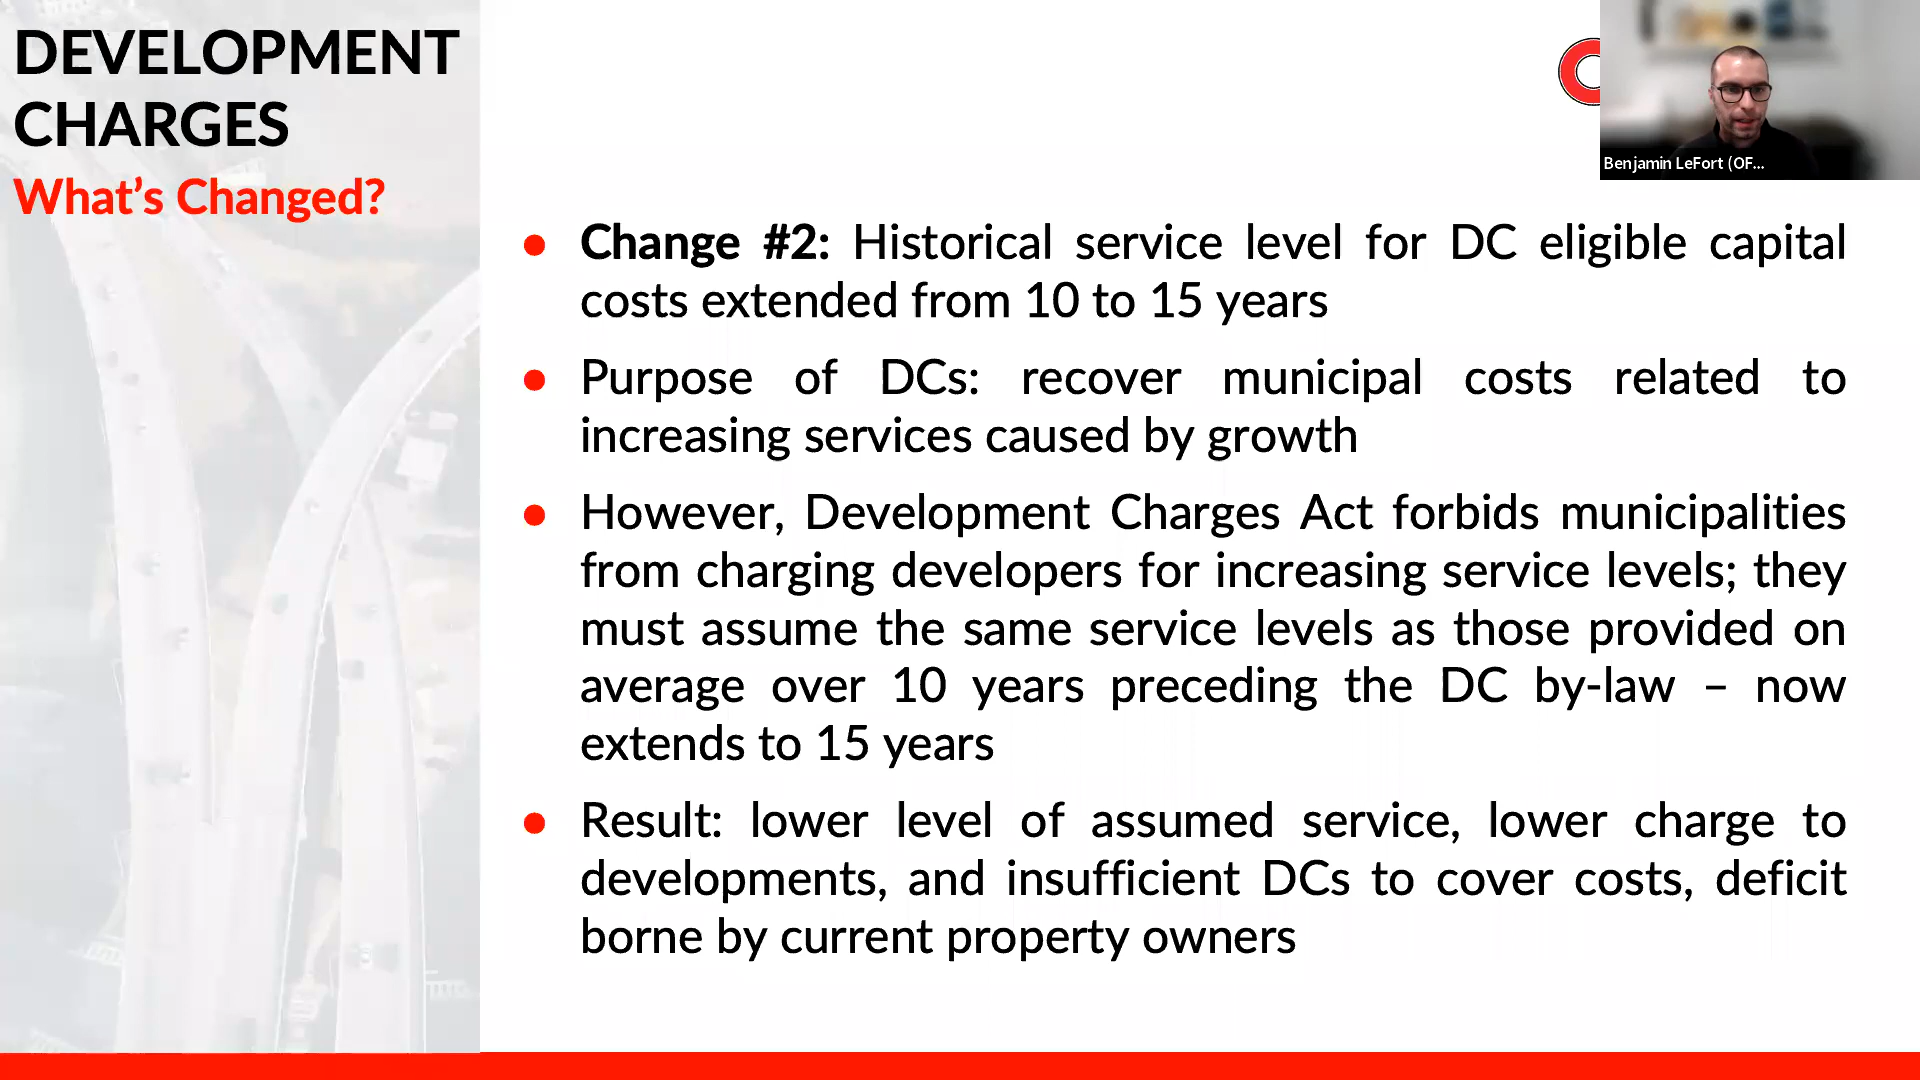 DEVELOPMENT
CHARGES
What's Changed?
Benjamin LeFort (OF...
● Change #2: Historical service level for DC eligible capital
costs extended from 10 to 15 years
● Purpose of DCs: recover municipal costs related to
increasing services caused by growth
● However, Development Charges Act forbids municipalities
from charging developers for increasing service levels; they
must assume the same service levels as those provided on
average over 10 years preceding the DC by-law – now
extends to 15 years
● Result: lower level of assumed service, lower charge to
developments, and insufficient DCs to cover costs, deficit
borne by current property owners